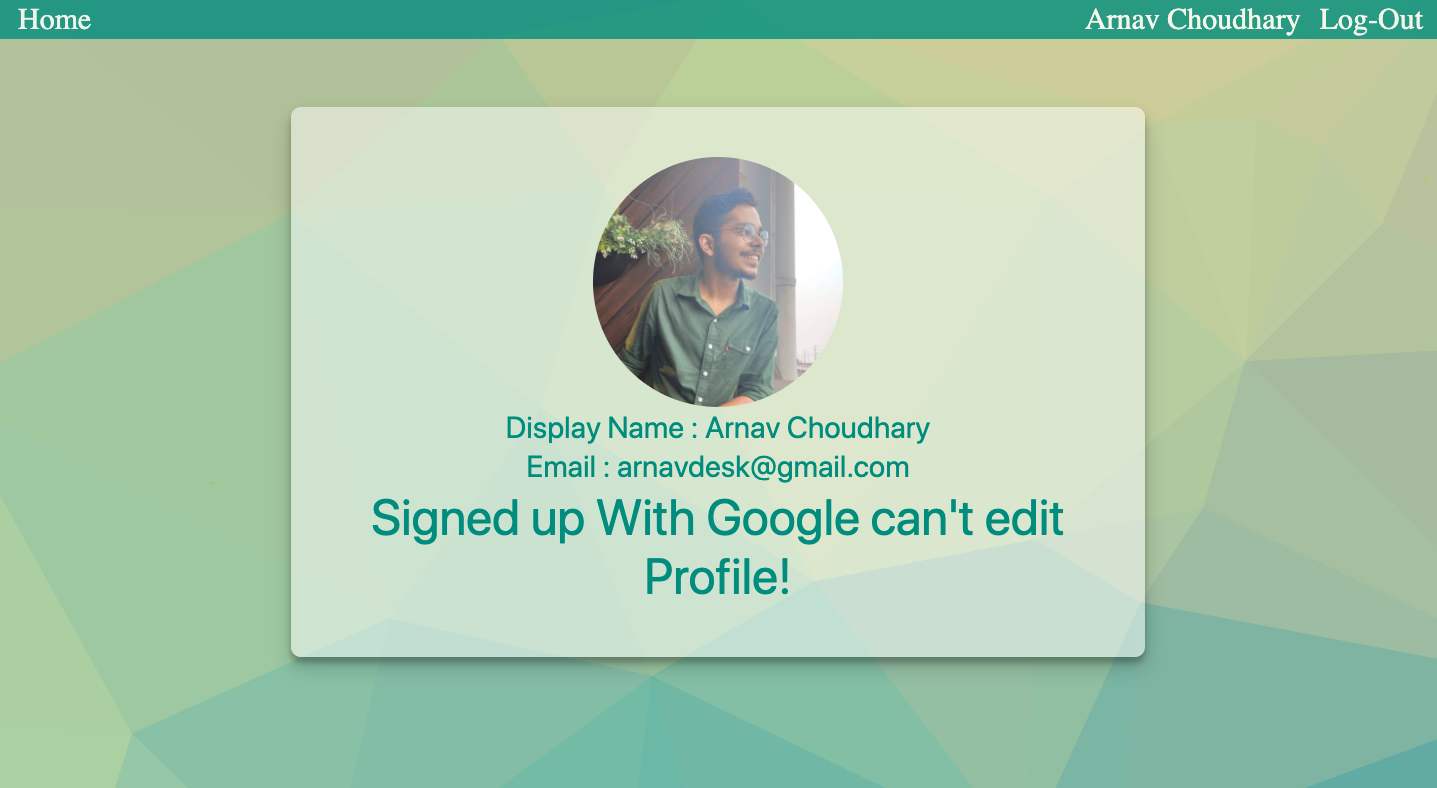 Home
Arnav Choudhary Log-Out
Display Name : Arnav Choudhary
Email : arnavdesk@gmail.com
Signed up With Google can't edit
Profile!